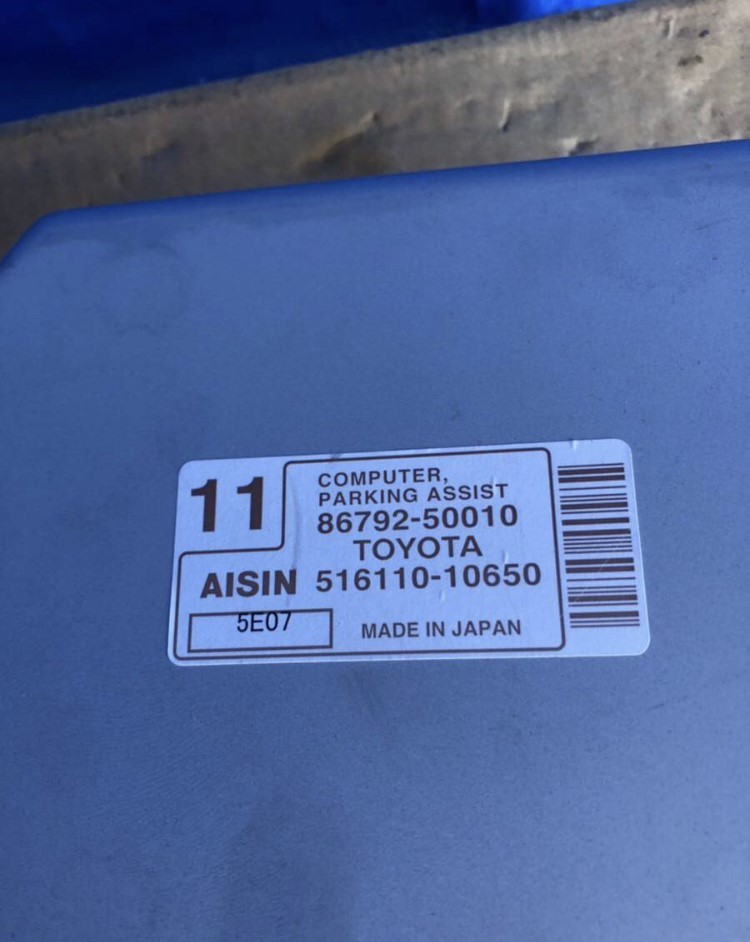 11
COMPUTER,
PARKING ASSIST
86792-50010
TOYOTA
AISIN 516110-10650
5E07
MADE IN JAPAN